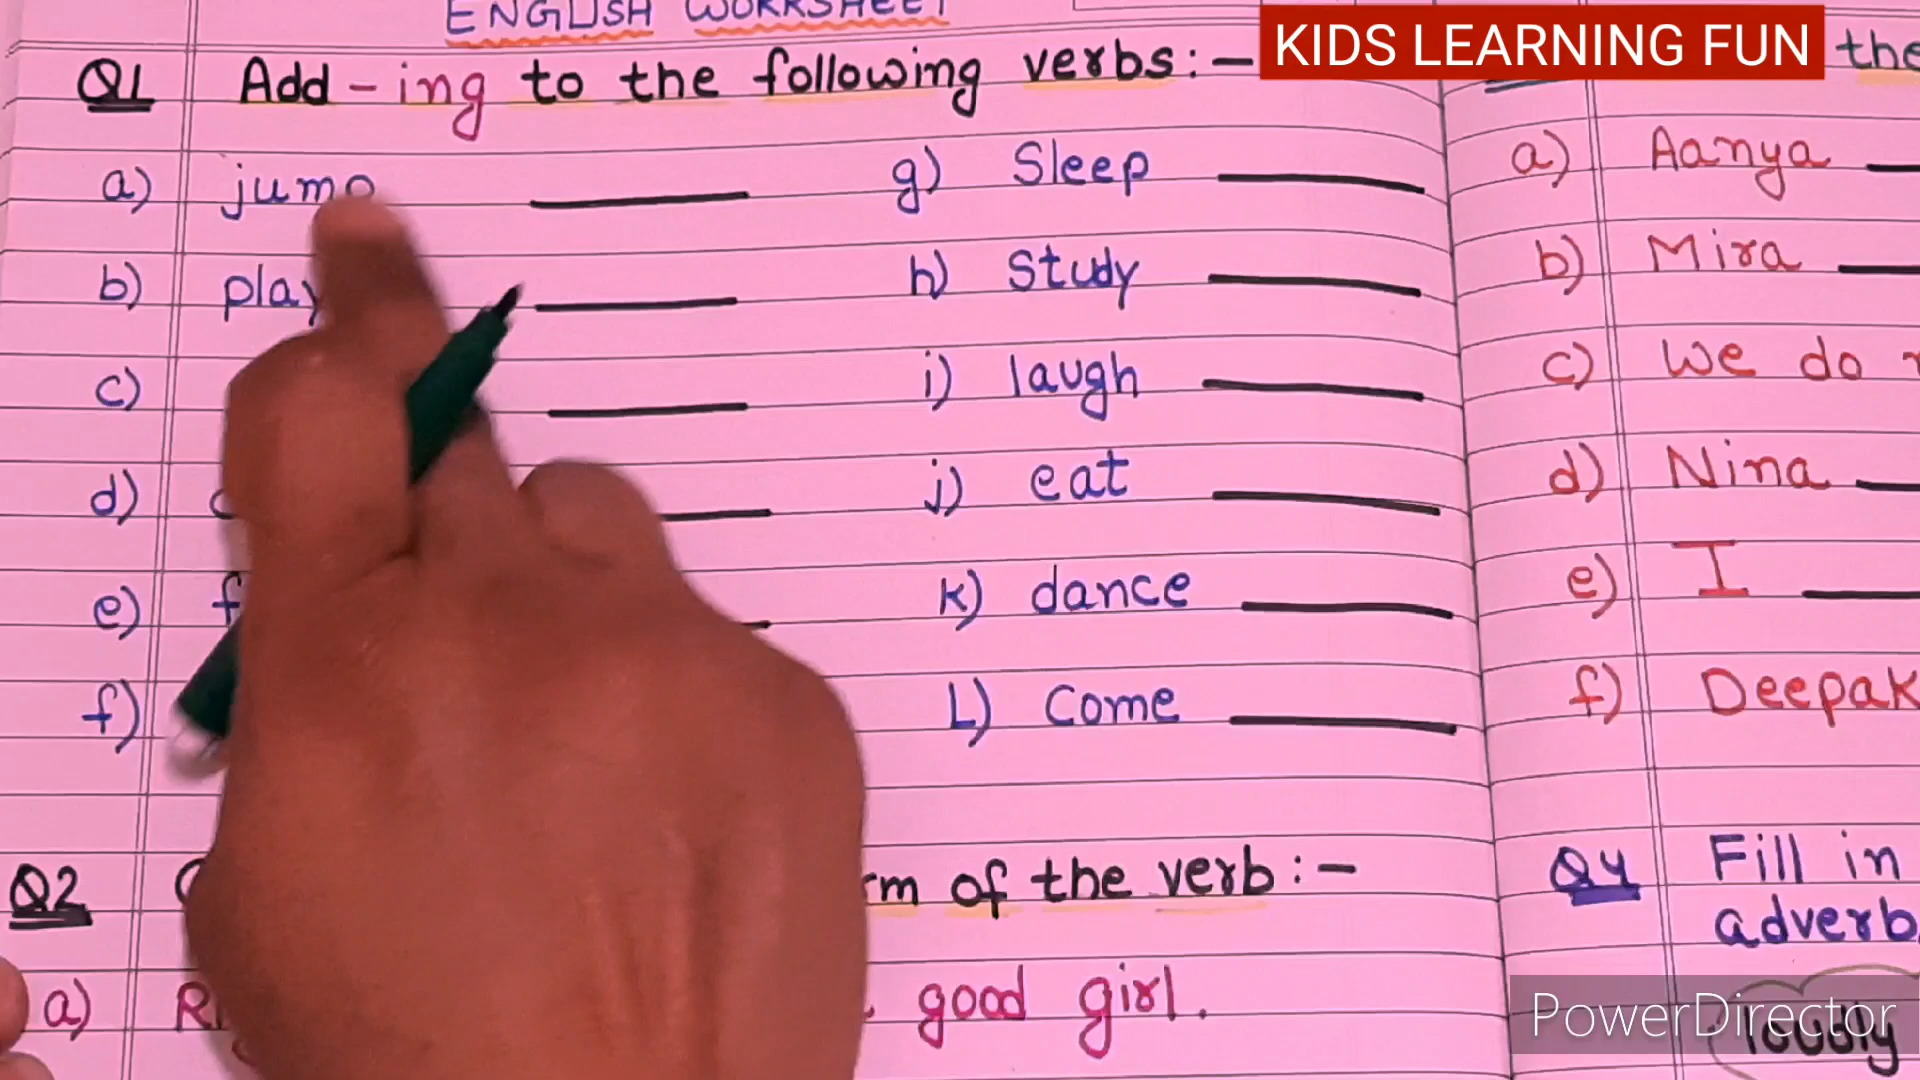 ENGLISH WORKSHEET
KIDS LEARNING FUN
Q1 Add -ing to the following verbs:-
a) jump
b) play
c)
d)
e) f
f)
g) Sleep
h) Study
i) laugh
j) eat
k) dance
L) Come
Q2 of the verb:-
a) good girl.
the
a) Aanya
b) Mira
c) We do
d) Nina
e) I
f) Deepak
Q4 Fill in
adverb
loudly
PowerDirector